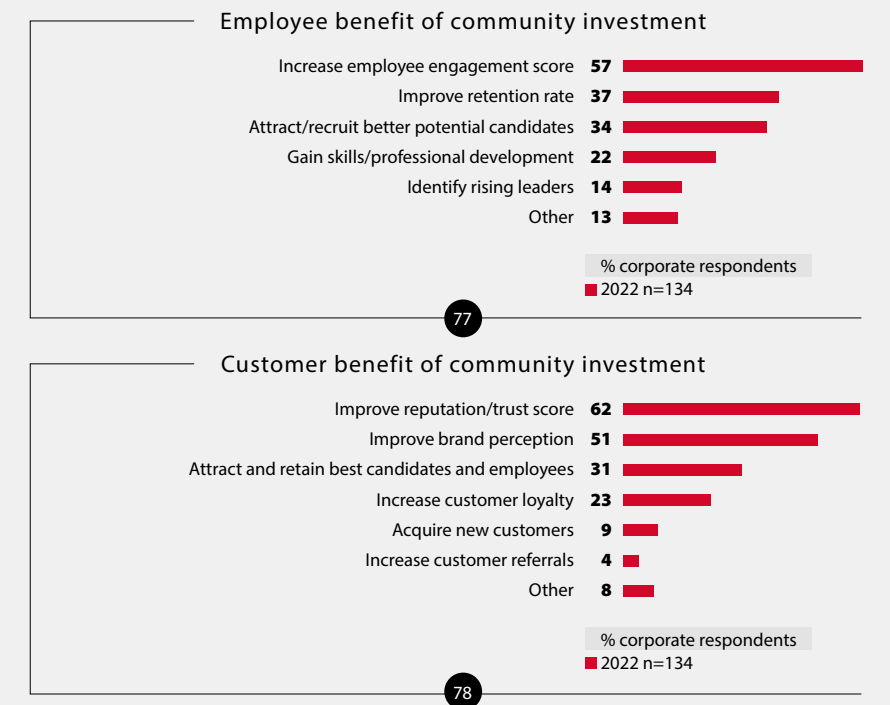 Employee benefit of community investment
Increase employee engagement score 57
Improve retention rate 37
Attract/recruit better potential candidates 34
Gain skills/professional development 22
Identify rising leaders 14
Other 13
% corporate respondents
2022 n=134
77
Customer benefit of community investment
Improve reputation/trust score 62
Improve brand perception 51
Attract and retain best candidates and employees 31
Increase customer loyalty 23
Acquire new customers 9
Increase customer referrals 4
Other 8
% corporate respondents
2022 n=134
78